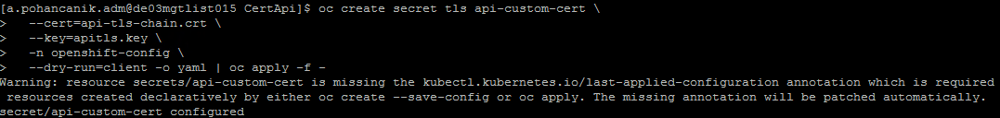 [a.pohancanik.adm@de03mgtlist015 CertApi]$ oc create secret tls api-custom-cert \
>   --cert=api-tls-chain.crt \
>   --key=apitls.key \
>   -n openshift-config \
>   --dry-run=client -o yaml | oc apply -f -
Warning: resource secrets/api-custom-cert is missing the kubectl.kubernetes.io/last-applied-configuration annotation which is required
 resources created declaratively by either oc create --save-config or oc apply. The missing annotation will be patched automatically.
secret/api-custom-cert configured